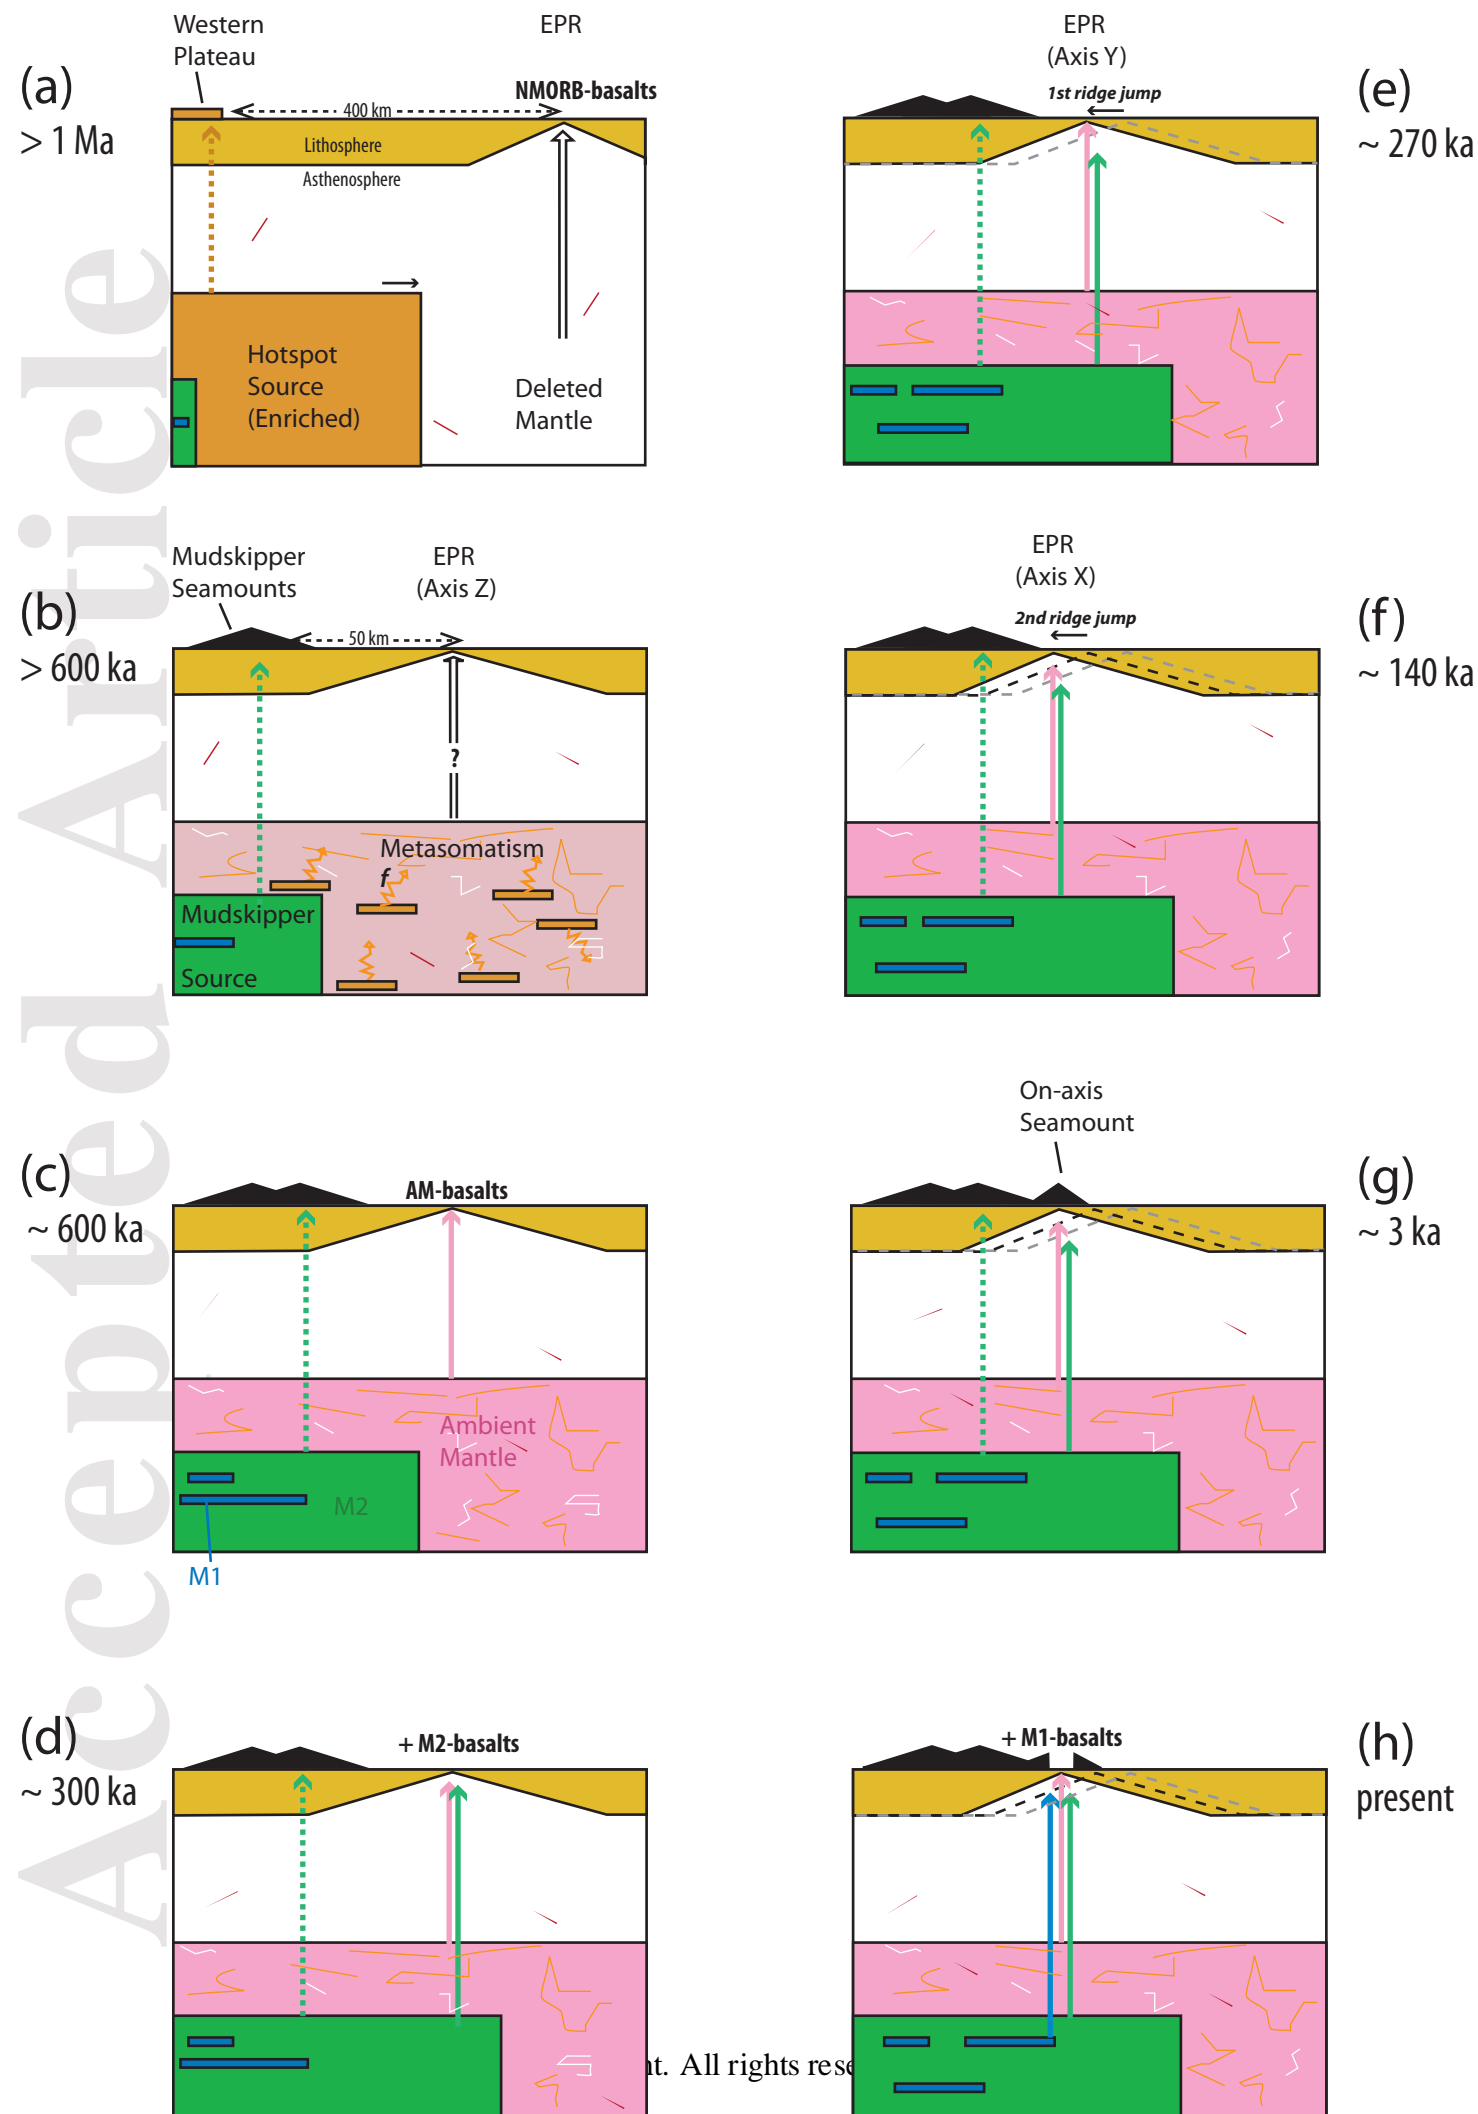 Western
Plateau
EPR
(a)
> 1 Ma
400 km
NMORB-basalts
Lithosphere
Asthenosphere
Hotspot
Source
(Enriched)
Deleted
Mantle
Mudskipper
Seamounts
EPR
(Axis Z)
(b)
> 600 ka
50 km
?
Metasomatism
f
Mudskipper
Source
(c)
~ 600 ka
AM-basalts
Ambient
Mantle
M2
M1
(d)
~ 300 ka
+ M2-basalts
EPR
(Axis Y)
1st ridge jump
(e)
~ 270 ka
EPR
(Axis X)
2nd ridge jump
(f)
~ 140 ka
On-axis
Seamount
(g)
~ 3 ka
+ M1-basalts
(h)
present
Accepted Article
nt. All rights rese